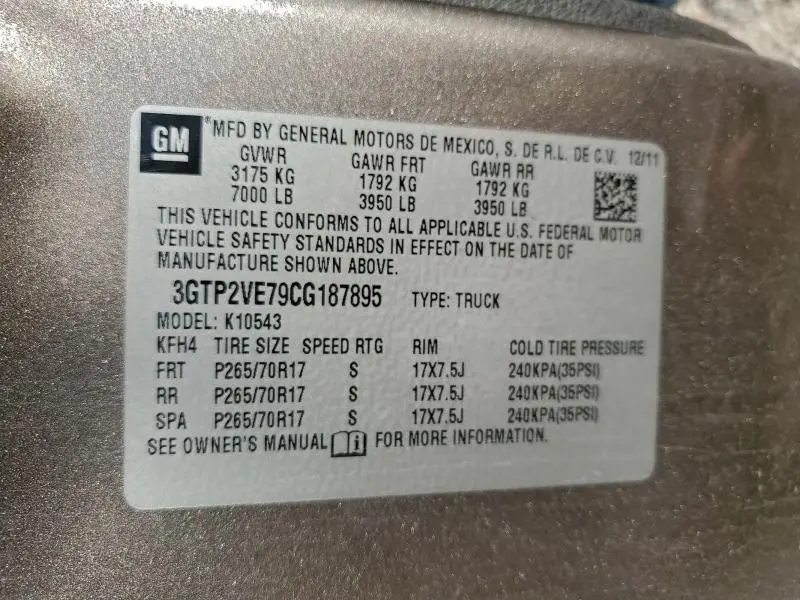 GM ®MFD BY GENERAL MOTORS DE MEXICO, S. DE R.L. DE C.V. 12/11
GVWR GAWR FRT GAWR RR
3175 KG 1792 KG 1792 KG
7000 LB 3950 LB 3950 LB
THIS VEHICLE CONFORMS TO ALL APPLICABLE U.S. FEDERAL MOTOR
VEHICLE SAFETY STANDARDS IN EFFECT ON THE DATE OF
MANUFACTURE SHOWN ABOVE.
3GTP2VE79CG187895 TYPE: TRUCK
MODEL: K10543
KFH4 TIRE SIZE SPEED RTG RIM COLD TIRE PRESSURE
FRT P265/70R17 S 17X7.5J 240KPA(35PSI)
RR P265/70R17 S 17X7.5J 240KPA(35PSI)
SPA P265/70R17 S 17X7.5J 240KPA(35PSI)
SEE OWNER'S MANUAL i FOR MORE INFORMATION.